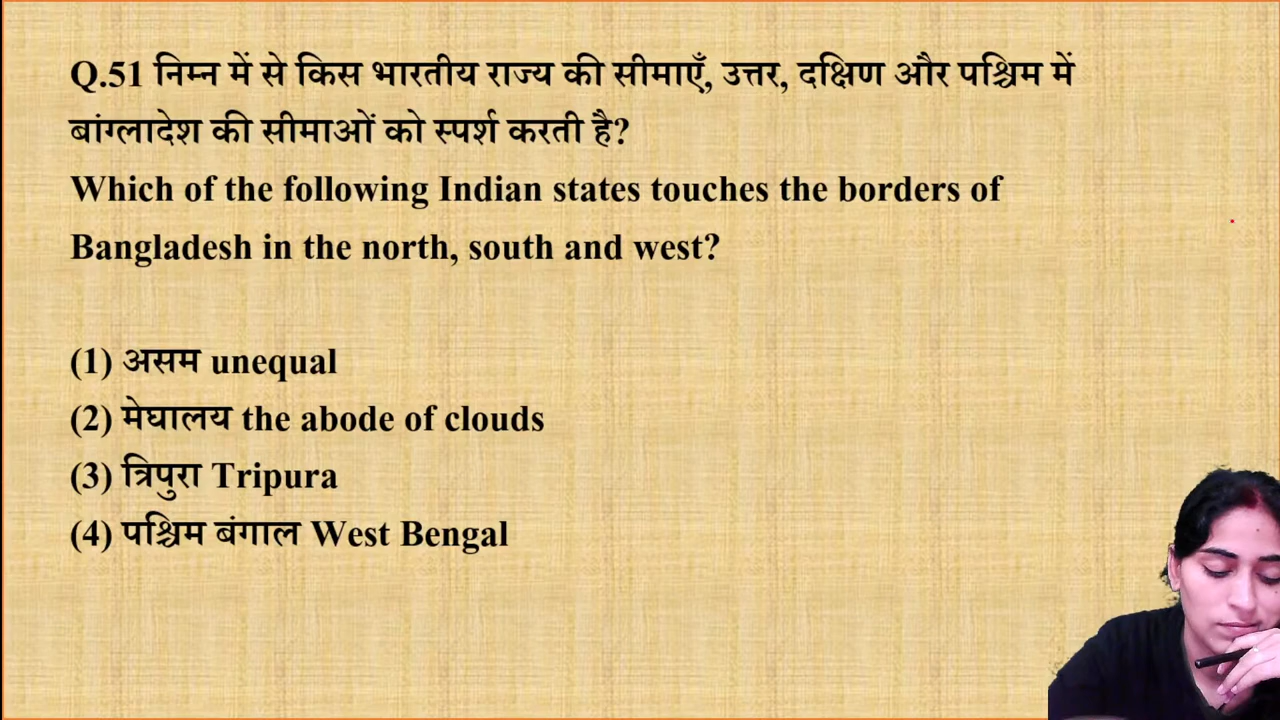 Q.51 निम्न में से किस भारतीय राज्य की सीमाएँ, उत्तर, दक्षिण और पश्चिम में
बांग्लादेश की सीमाओं को स्पर्श करती है?
Which of the following Indian states touches the borders of
Bangladesh in the north, south and west?
(1) असम unequal
(2) मेघालय the abode of clouds
(3) त्रिपुरा Tripura
(4) पश्चिम बंगाल West Bengal